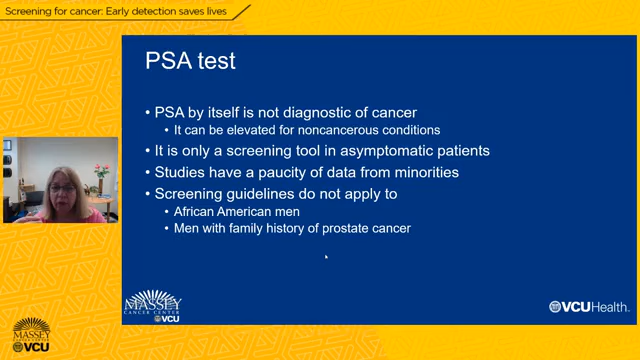 Screening for cancer: Early detection saves lives
PSA test
• PSA by itself is not diagnostic of cancer
• It can be elevated for noncancerous conditions
• It is only a screening tool in asymptomatic patients
• Studies have a paucity of data from minorities
• Screening guidelines do not apply to
• African American men
• Men with family history of prostate cancer
MASSEY
CANCER CENTER
VCU
VCUHealth
MASSEY
CANCER CENTER
VCU